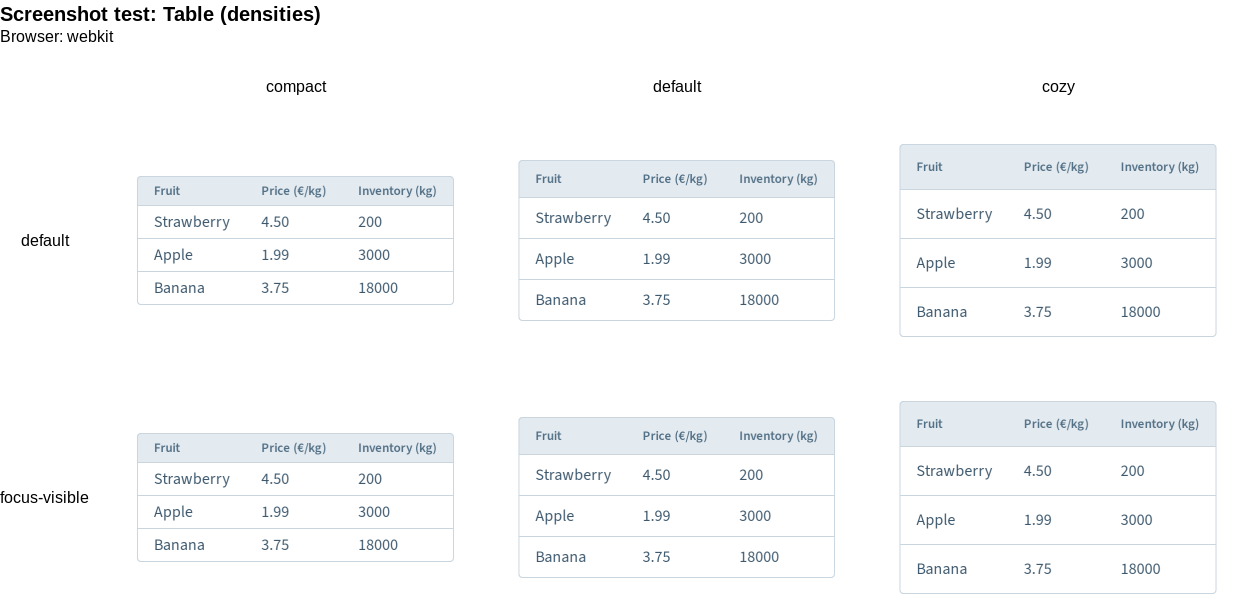 Screenshot test: Table (densities)
Browser: webkit
compact default cozy
default
Fruit Price (€/kg) Inventory (kg)
Strawberry 4.50 200
Apple 1.99 3000
Banana 3.75 18000
Fruit Price (€/kg) Inventory (kg)
Strawberry 4.50 200
Apple 1.99 3000
Banana 3.75 18000
Fruit Price (€/kg) Inventory (kg)
Strawberry 4.50 200
Apple 1.99 3000
Banana 3.75 18000
focus-visible
Fruit Price (€/kg) Inventory (kg)
Strawberry 4.50 200
Apple 1.99 3000
Banana 3.75 18000
Fruit Price (€/kg) Inventory (kg)
Strawberry 4.50 200
Apple 1.99 3000
Banana 3.75 18000
Fruit Price (€/kg) Inventory (kg)
Strawberry 4.50 200
Apple 1.99 3000
Banana 3.75 18000